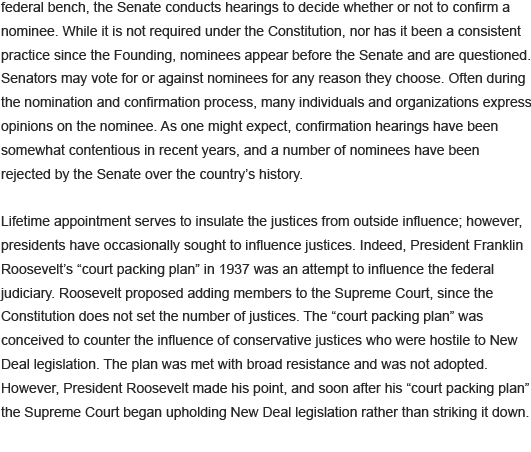 federal bench, the Senate conducts hearings to decide whether or not to confirm a
nominee. While it is not required under the Constitution, nor has it been a consistent
practice since the Founding, nominees appear before the Senate and are questioned.
Senators may vote for or against nominees for any reason they choose. Often during
the nomination and confirmation process, many individuals and organizations express
opinions on the nominee. As one might expect, confirmation hearings have been
somewhat contentious in recent years, and a number of nominees have been
rejected by the Senate over the country’s history.
Lifetime appointment serves to insulate the justices from outside influence; however,
presidents have occasionally sought to influence justices. Indeed, President Franklin
Roosevelt’s “court packing plan” in 1937 was an attempt to influence the federal
judiciary. Roosevelt proposed adding members to the Supreme Court, since the
Constitution does not set the number of justices. The “court packing plan” was
conceived to counter the influence of conservative justices who were hostile to New
Deal legislation. The plan was met with broad resistance and was not adopted.
However, President Roosevelt made his point, and soon after his “court packing plan”
the Supreme Court began upholding New Deal legislation rather than striking it down.